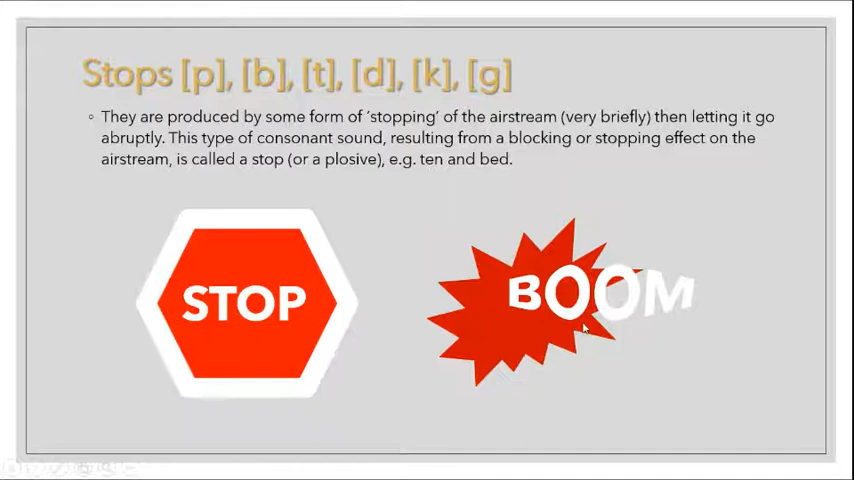 Stops [p], [b], [t], [d], [k], [g]
◦ They are produced by some form of ‘stopping’ of the airstream (very briefly) then letting it go
abruptly. This type of consonant sound, resulting from a blocking or stopping effect on the
airstream, is called a stop (or a plosive), e.g. ten and bed.
STOP
BOOM